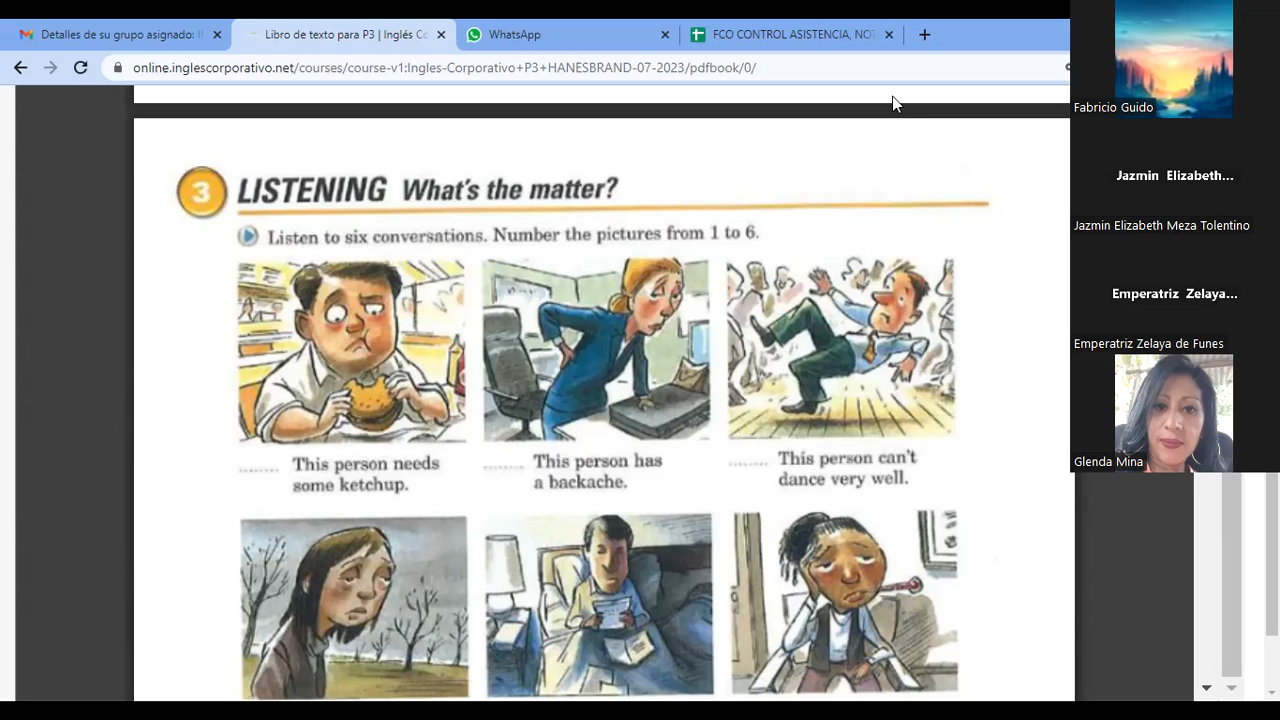 Detalles de su grupo asignado: I
Libro de texto para P3 | Inglés Co
WhatsApp
FCO CONTROL ASISTENCIA, NOT
online.inglescorporativo.net/courses/course-v1:Ingles-Corporativo+P3+HANESBRAND-07-2023/pdfbook/0/
3 LISTENING What's the matter?
Listen to six conversations. Number the pictures from 1 to 6.
This person needs
some ketchup.
This person has
a backache.
This person can't
dance very well.
Fabricio Guido
Jazmin Elizabeth...
Jazmin Elizabeth Meza Tolentino
Emperatriz Zelaya...
Emperatriz Zelaya de Funes
Glenda Mina